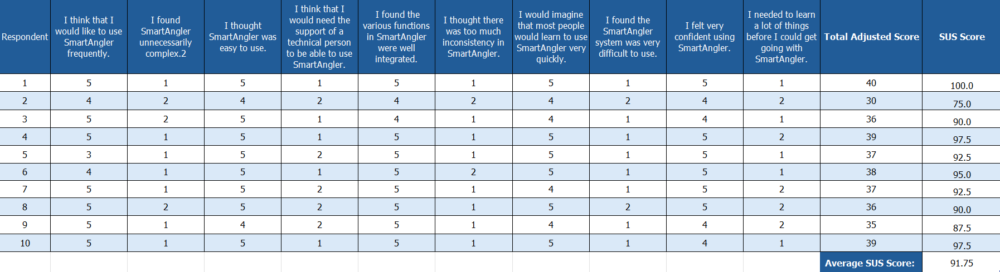 Respondent
I think that I
would like to use
SmartAngler
frequently.
I found
SmartAngler
unnecessarily
complex.2
I thought
SmartAngler was
easy to use.
I think that I
would need the
support of a
technical person
to be able to use
SmartAngler.
I found the
various functions
in SmartAngler
were well
integrated.
I thought there
was too much
inconsistency in
SmartAngler.
I would imagine
that most people
would learn to use
SmartAngler very
quickly.
I found the
SmartAngler
system was very
difficult to use.
I felt very
confident using
SmartAngler.
I needed to learn
a lot of things
before I could get
going with
SmartAngler.
Total Adjusted Score
SUS Score
1 5 1 5 1 5 1 5 1 5 1 40 100.0
2 4 2 4 2 4 2 4 2 4 2 30 75.0
3 5 2 5 1 4 1 4 1 4 1 36 90.0
4 5 1 5 1 5 1 5 1 5 2 39 97.5
5 3 1 5 2 5 1 5 1 5 1 37 92.5
6 4 1 5 1 5 2 5 1 5 1 38 95.0
7 5 1 5 2 5 1 4 1 5 2 37 92.5
8 5 2 5 2 5 1 5 2 5 2 36 90.0
9 5 1 4 2 5 1 4 1 4 2 35 87.5
10 5 1 5 1 5 1 5 1 4 1 39 97.5
Average SUS Score: 91.75